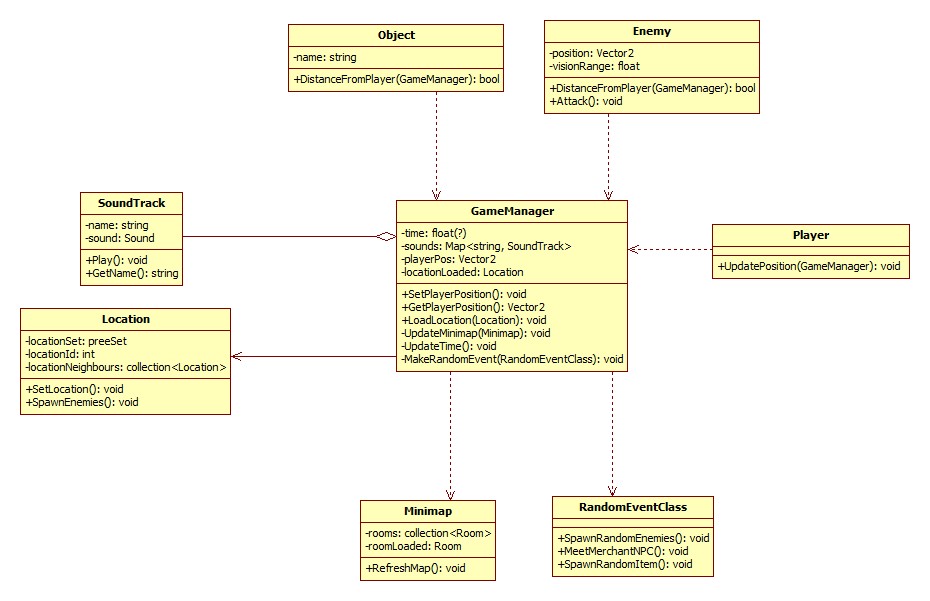 Object
-name: string
+DistanceFromPlayer(GameManager): bool
Enemy
-position: Vector2
-visionRange: float
+DistanceFromPlayer(GameManager): bool
+Attack(): void
SoundTrack
-name: string
-sound: Sound
+Play(): void
+GetName(): string
GameManager
-time: float(?)
-sounds: Map<string, SoundTrack>
-playerPos: Vector2
-locationLoaded: Location
+SetPlayerPosition(): void
+GetPlayerPosition(): Vector2
+LoadLocation(Location): void
-UpdateMinimap(Minimap): void
-UpdateTime(): void
-MakeRandomEvent(RandomEventClass): void
Player
+UpdatePosition(GameManager): void
Location
-locationSet: preeSet
-locationId: int
-locationNeighbours: collection<Location>
+SetLocation(): void
+SpawnEnemies(): void
Minimap
-rooms: collection<Room>
-roomLoaded: Room
+RefreshMap(): void
RandomEventClass
+SpawnRandomEnemies(): void
+MeetMerchantNPC(): void
+SpawnRandomItem(): void